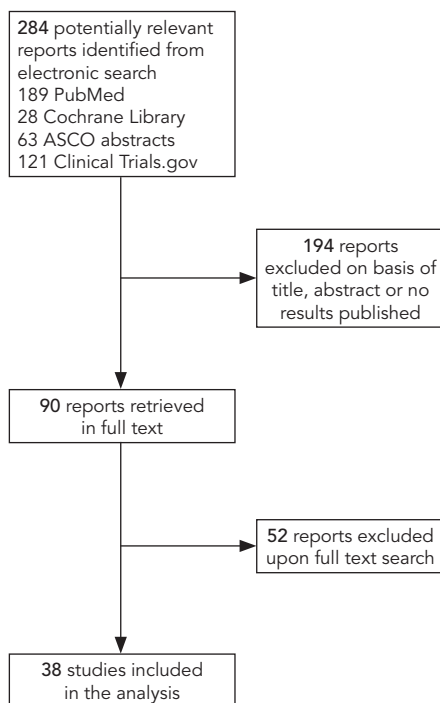 284 potentially relevant
reports identified from
electronic search
189 PubMed
28 Cochrane Library
63 ASCO abstracts
121 Clinical Trials.gov
194 reports
excluded on basis of
title, abstract or no
results published
90 reports retrieved
in full text
52 reports excluded
upon full text search
38 studies included
in the analysis